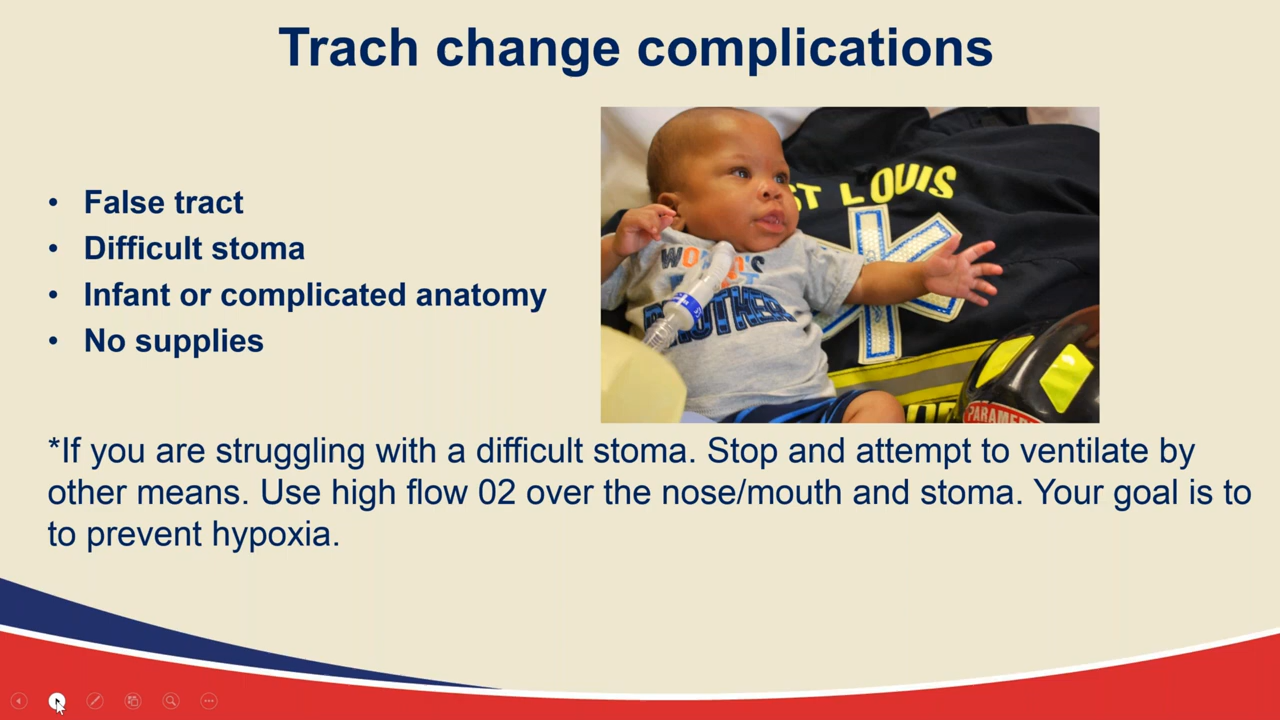 Trach change complications
• False tract
• Difficult stoma
• Infant or complicated anatomy
• No supplies
ST LOUIS
BROTHER
PARAME
*If you are struggling with a difficult stoma. Stop and attempt to ventilate by
other means. Use high flow 02 over the nose/mouth and stoma. Your goal is to
to prevent hypoxia.